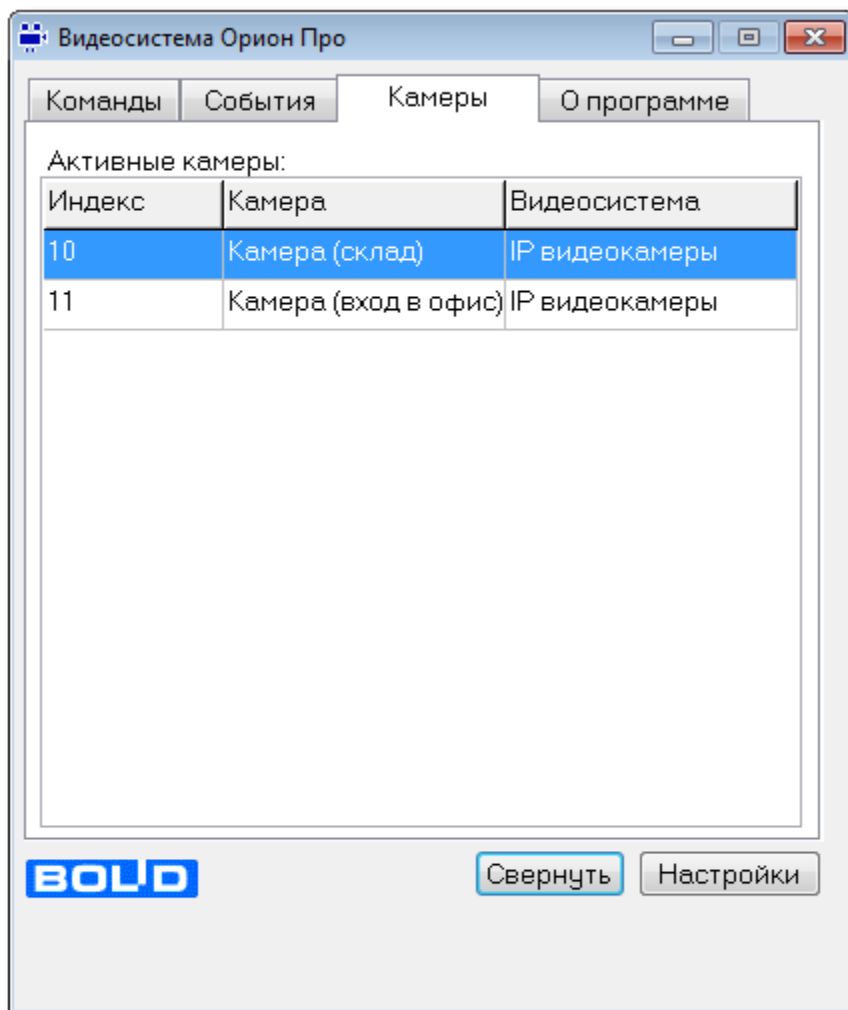 Видеосистема Орион Про
Команды События Камеры О программе
Активные камеры:
Индекс Камера Видеосистема
10 Камера (склад) IP видеокамеры
11 Камера (вход в офис) IP видеокамеры
BOLID Свернуть Настройки